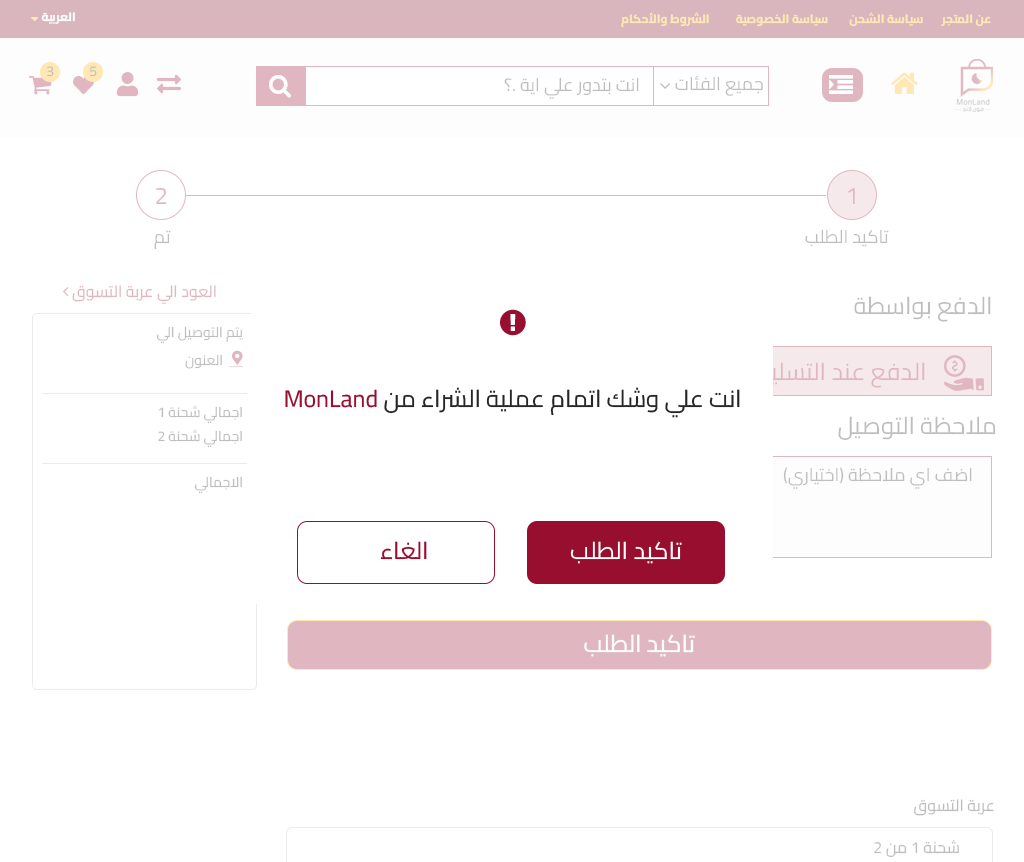 عن المتجر
سياسة الشحن
سياسة الخصوصية
الشروط والأحكام
العربية
MonLand
جميع الفئات
انت بتدور علي اية .؟
5
3
1
2
تاكيد الطلب
تم
العود الي عربة التسوق
الدفع بواسطة
يتم التوصيل الي
العنون
الدفع عند التسلي
انت علي وشك اتمام عملية الشراء من MonLand
اجمالي شحنة 1
اجمالي شحنة 2
ملاحظة التوصيل
اضف اي ملاحظة (اختياري)
الاجمالي
تاكيد الطلب
الغاء
تاكيد الطلب
عربة التسوق
شحنة 1 من 2